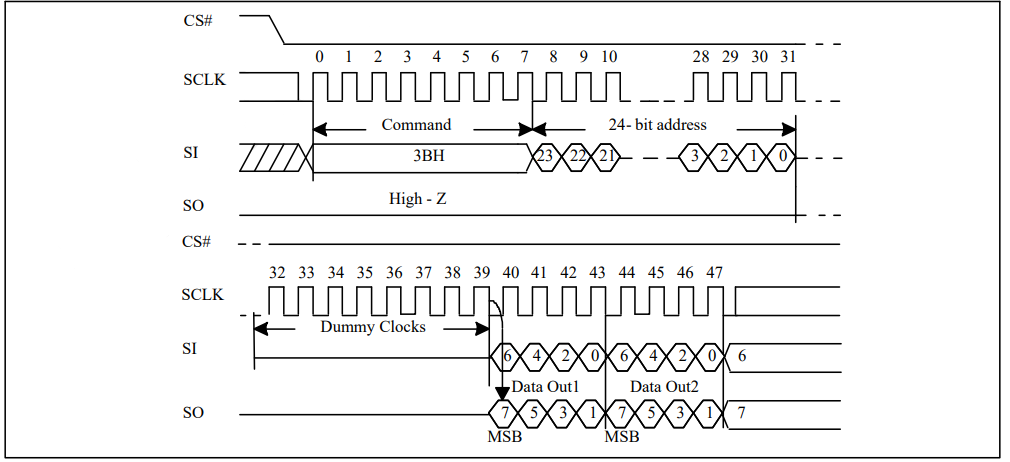 CS#
0 1 2 3 4 5 6 7 8 9 10 28 29 30 31
SCLK
Command 24- bit address
SI 3BH 23 22 21 3 2 1 0
High - Z
SO
CS#
32 33 34 35 36 37 38 39 40 41 42 43 44 45 46 47
SCLK
Dummy Clocks
SI 6 4 2 0 6 4 2 0 6
Data Out1 Data Out2
SO 7 5 3 1 7 5 3 1 7
MSB MSB